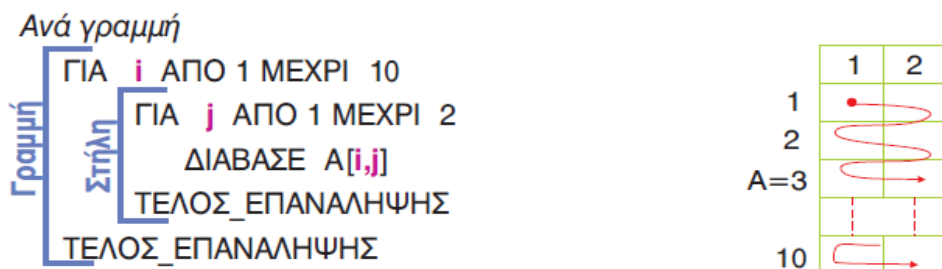 Ανά γραμμή
ΓΙΑ i ΑΠΟ 1 ΜΕΧΡΙ 10
ΓΙΑ j ΑΠΟ 1 ΜΕΧΡΙ 2
ΔΙΑΒΑΣΕ Α[i,j]
ΤΕΛΟΣ_ΕΠΑΝΑΛΗΨΗΣ
ΤΕΛΟΣ_ΕΠΑΝΑΛΗΨΗΣ
Γραμμή
Στήλη
1 2
1
2
Α=3
10